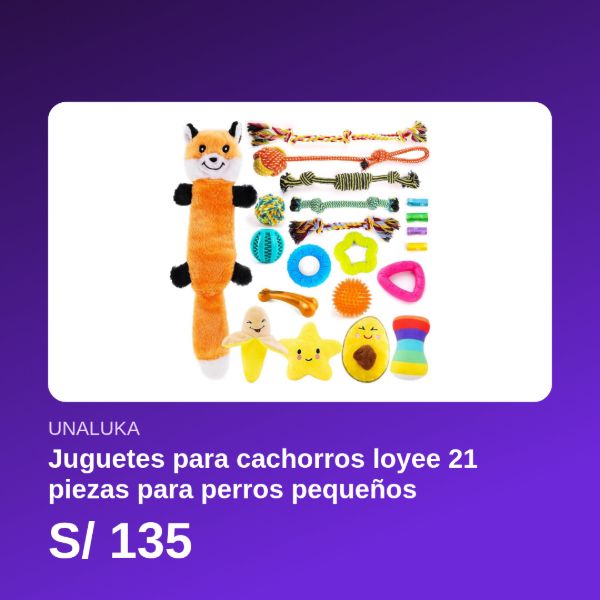 UNALUKA
Juguetes para cachorros loyee 21
piezas para perros pequeños
S/ 135